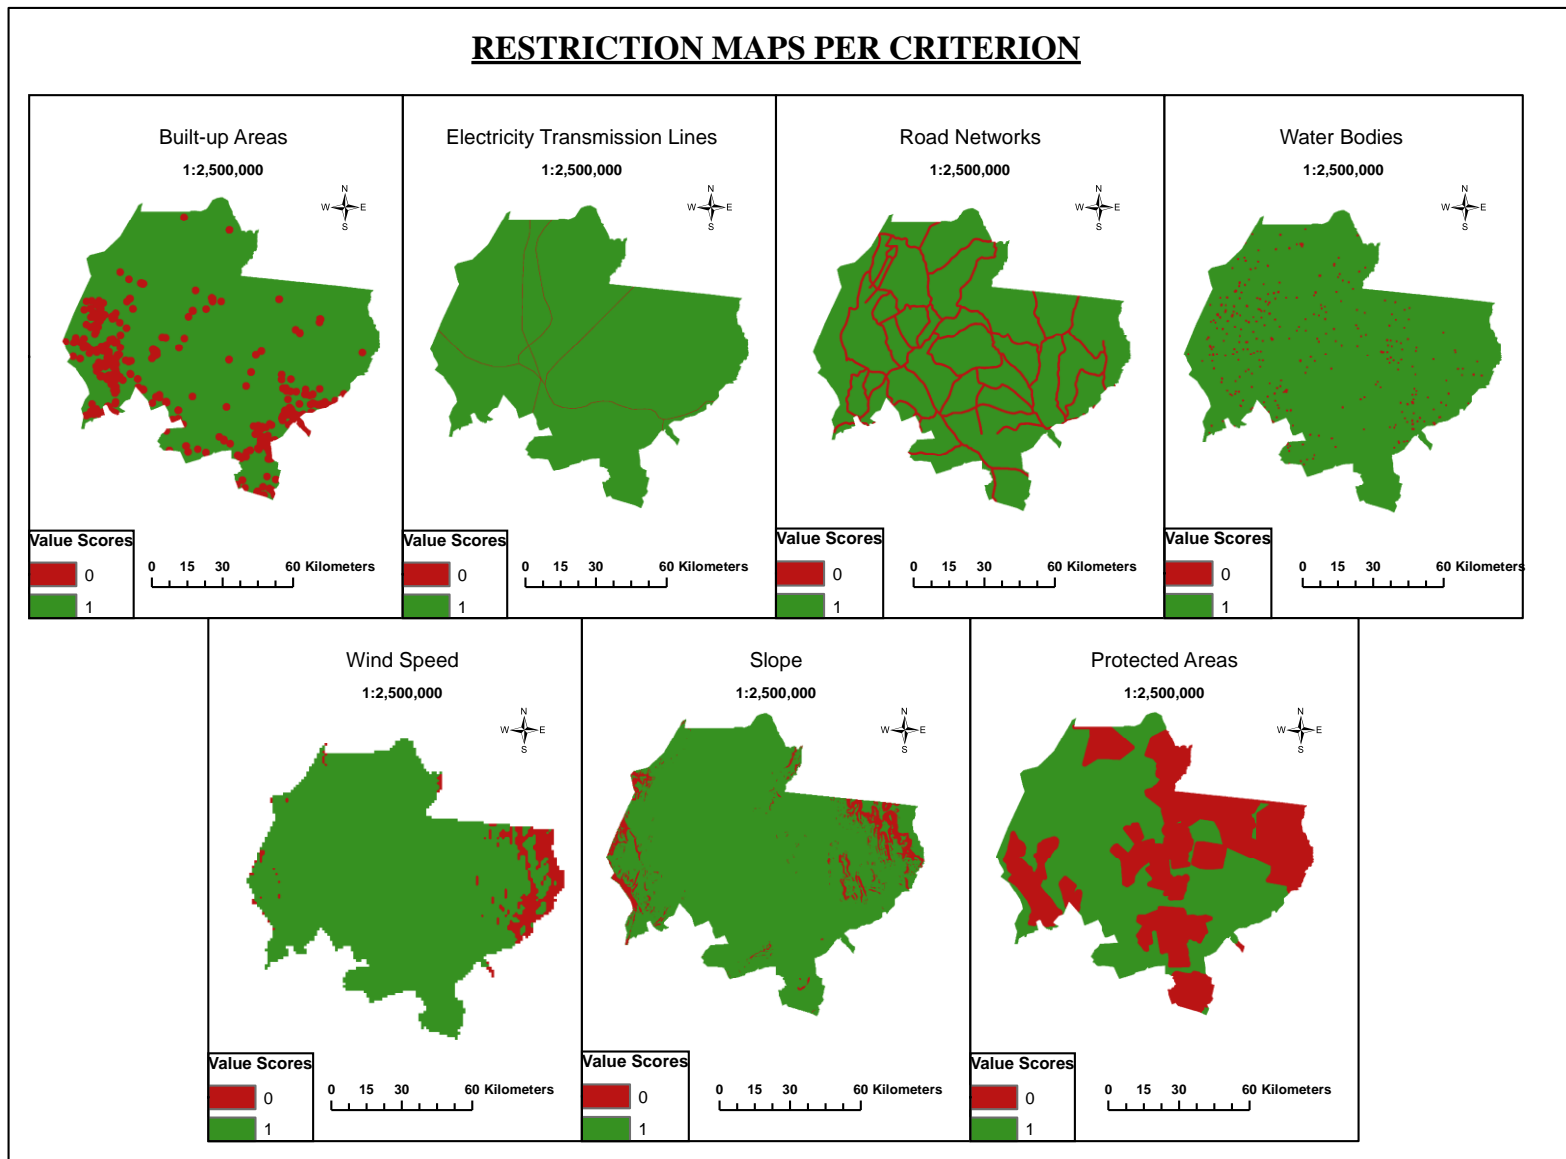 RESTRICTION MAPS PER CRITERION
Built-up Areas
1:2,500,000
N
W E
S
Value Scores
0
1
0 15 30 60 Kilometers
Electricity Transmission Lines
1:2,500,000
N
W E
S
Value Scores
0
1
0 15 30 60 Kilometers
Road Networks
1:2,500,000
N
W E
S
Value Scores
0
1
0 15 30 60 Kilometers
Water Bodies
1:2,500,000
N
W E
S
Value Scores
0
1
0 15 30 60 Kilometers
Wind Speed
1:2,500,000
N
W E
S
Value Scores
0
1
0 15 30 60 Kilometers
Slope
1:2,500,000
N
W E
S
Value Scores
0
1
0 15 30 60 Kilometers
Protected Areas
1:2,500,000
N
W E
S
Value Scores
0
1
0 15 30 60 Kilometers